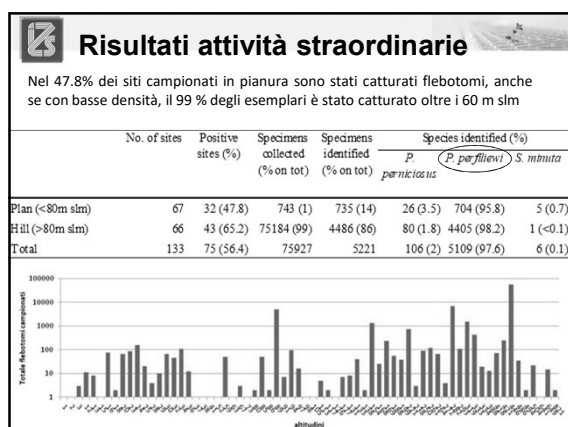 Risultati attività straordinarie
Nel 47.8% dei siti campionati in pianura sono stati catturati flebotomi, anche
se con basse densità, il 99 % degli esemplari è stato catturato oltre i 60 m slm
No. of sites Positive sites (%) Specimens collected (% on tot) Specimens identified (% on tot) Species identified (%)
P. perniciosus P. perfiliewi S. minuta
Plan (<80m slm) 67 32 (47.8) 743 (1) 735 (14) 26 (3.5) 704 (95.8) 5 (0.7)
Hill (>80m slm) 66 43 (65.2) 75184 (99) 4486 (86) 80 (1.8) 4405 (98.2) 1 (<0.1)
Total 133 75 (56.4) 75927 5221 106 (2) 5109 (97.6) 6 (0.1)
Totale flebotomi campionati
100000
10000
1000
100
10
1
altitudini